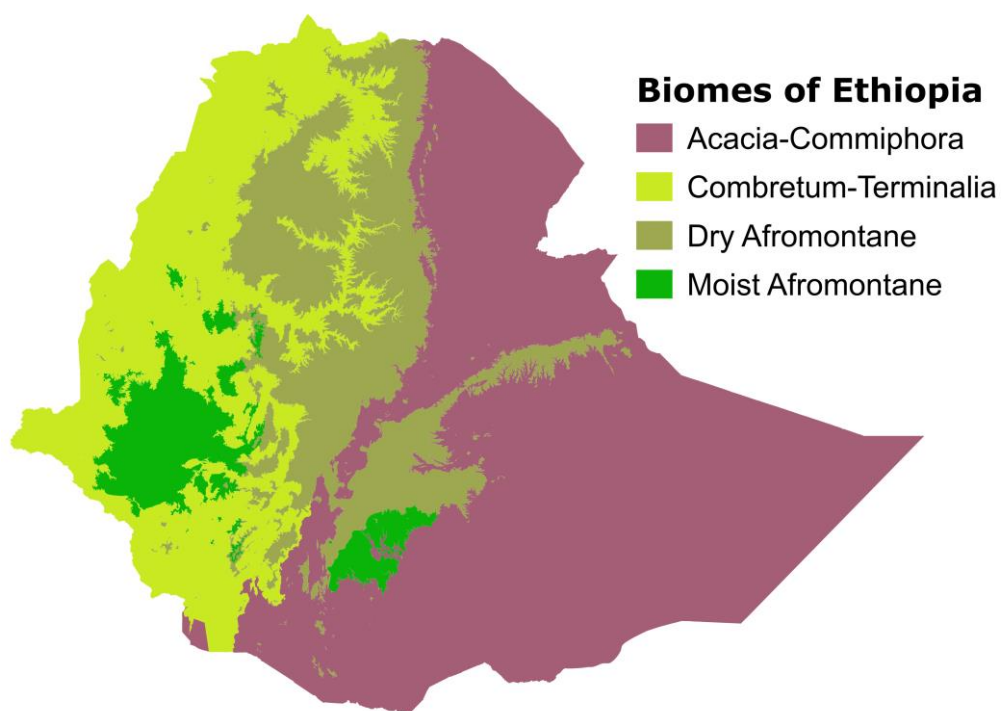 Biomes of Ethiopia
Acacia-Commiphora
Combretum-Terminalia
Dry Afromontane
Moist Afromontane